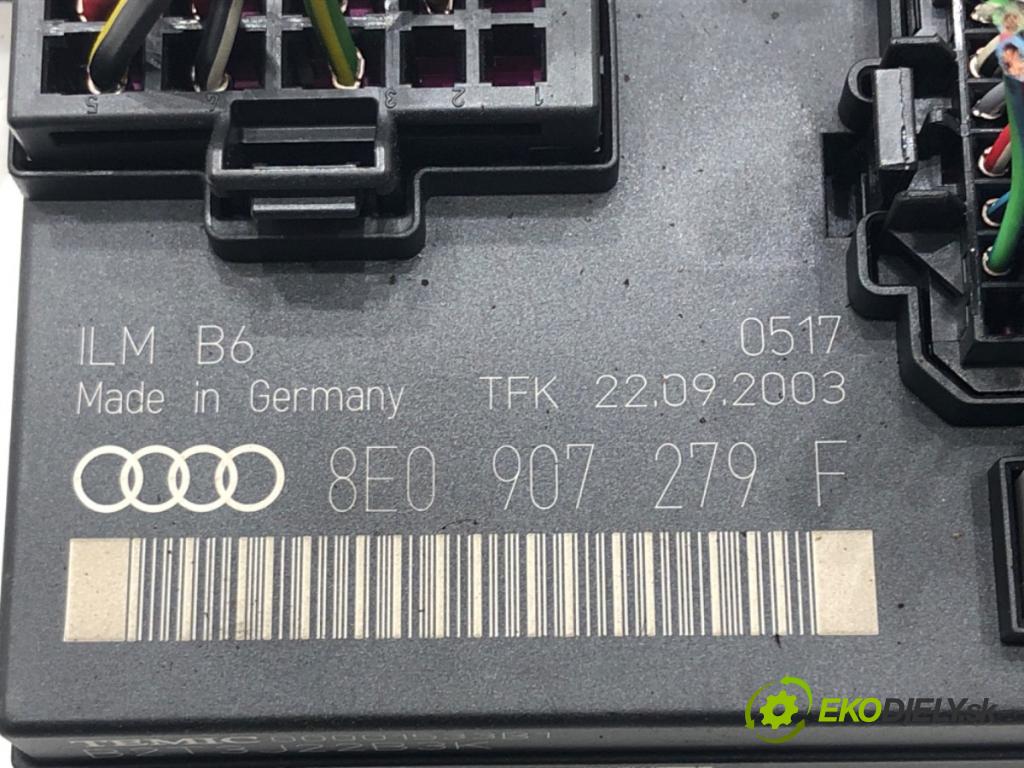 5 4 3 2 1
ILM B6 0517
Made in Germany TFK 22.09.2003
8E0 907 279 F
TEMIC
EKODIELY.sk